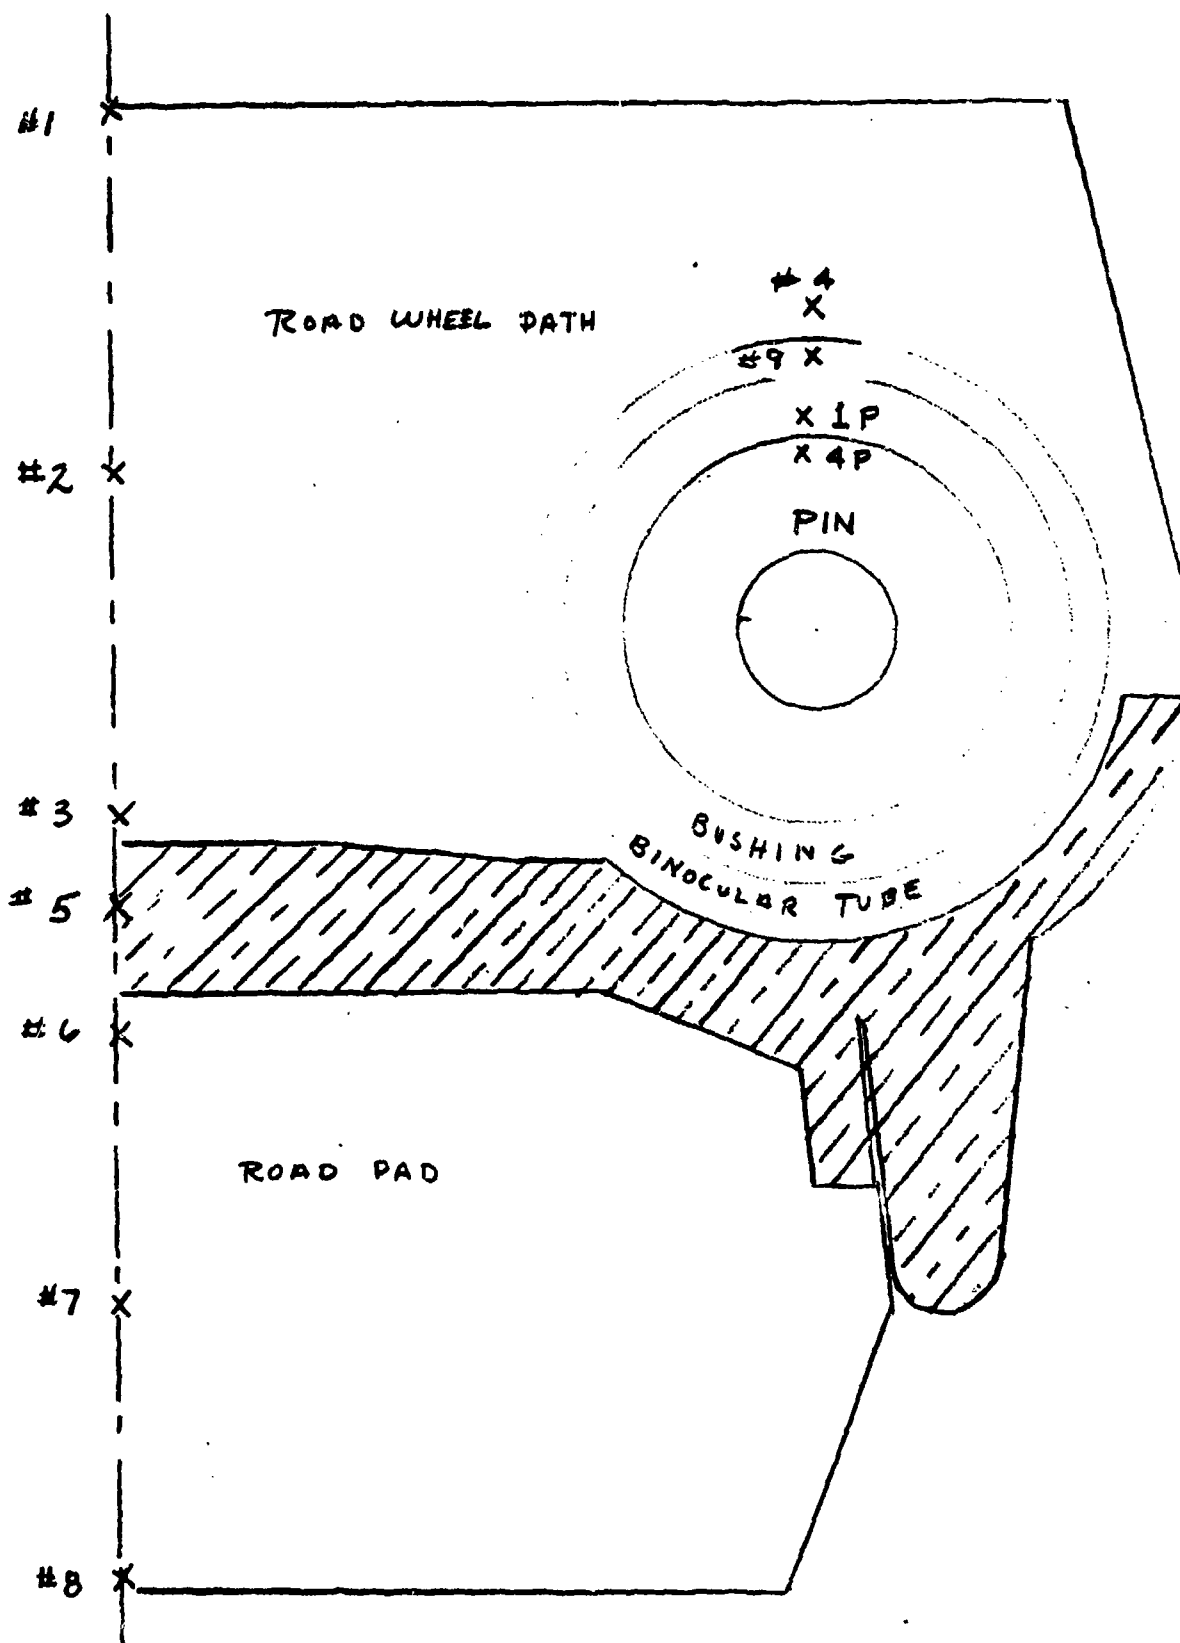 #1
# 4
ROAD WHEEL PATH
#9
1P
#2
4P
PIN
#3
BUSHING
BINOCULAR TUBE
#5
#6
ROAD PAD
#7
#8